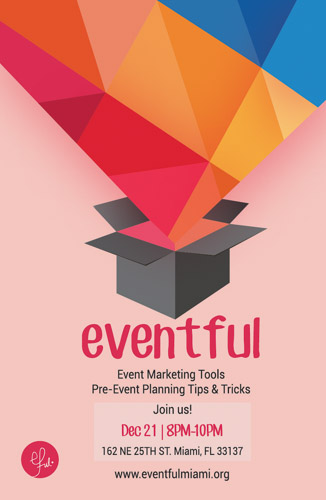 eventful
Event Marketing Tools
Pre-Event Planning Tips & Tricks
Join us!
Dec 21 | 8PM-10PM
162 NE 25TH ST. Miami, FL 33137
eful.
www.eventfulmiami.org